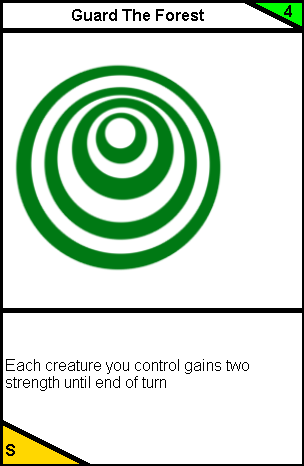 Guard The Forest
4
Each creature you control gains two
strength until end of turn
S